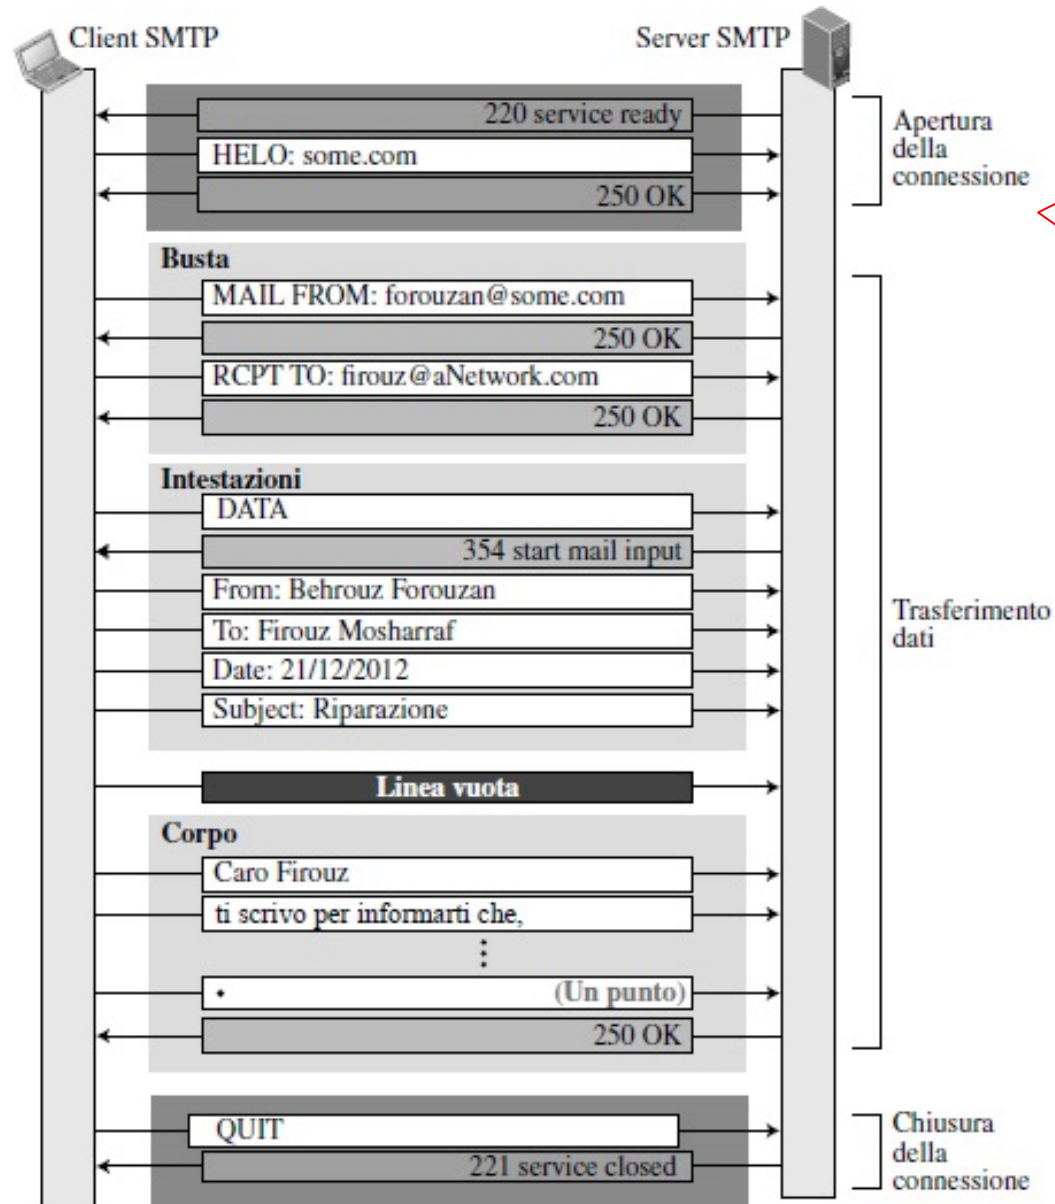 Client SMTP
Server SMTP
220 service ready
HELO: some.com
250 OK
Apertura
della
connessione
Busta
MAIL FROM: forouzan@some.com
250 OK
RCPT TO: firouz@aNetwork.com
250 OK
Intestazioni
DATA
354 start mail input
From: Behrouz Forouzan
To: Firouz Mosharraf
Date: 21/12/2012
Subject: Riparazione
Trasferimento
dati
Linea vuota
Corpo
Caro Firouz
ti scrivo per informarti che,
⋮
• (Un punto)
250 OK
QUIT
221 service closed
Chiusura
della
connessione